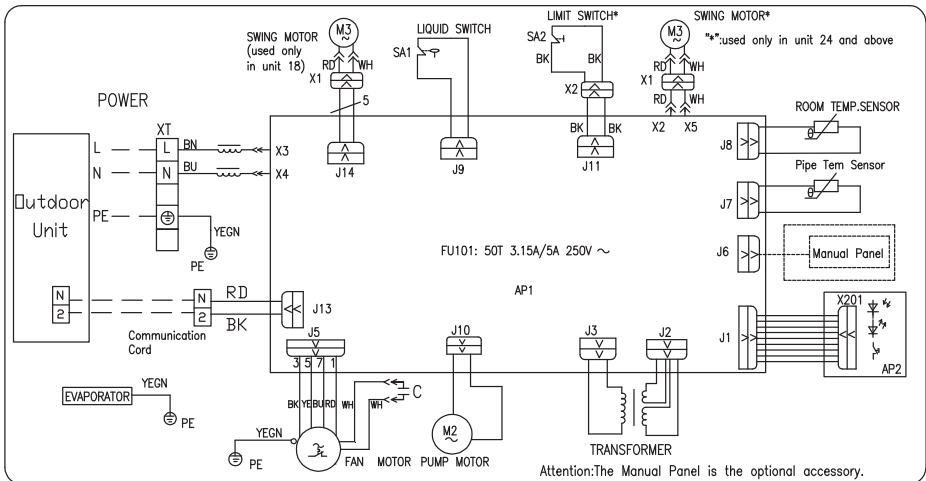 SWING MOTOR
(used only
in unit 18)
M3
RD WH
X1
5
J14
LIQUID SWITCH
SA1
J9
LIMIT SWITCH*
SA2
BK BK
X2
BK BK
J11
SWING MOTOR*
M3
RD WH
X1
RD WH
X2 X5
"*":used only in unit 24 and above
POWER
XT
L L BN X3
N N BU X4
PE
YEGN
PE
Outdoor
Unit
N N RD
2 2 BK
J13
Communication
Cord
ROOM TEMP.SENSOR
θ
J8
Pipe Tem Sensor
θ
J7
J6
Manual Panel
FU101: 50T 3.15A/5A 250V ~
AP1
J1
X201
AP2
J5
3 5 7 1
BK YE BU RD WH WH
C
J10
J3
J2
EVAPORATOR
YEGN
PE
YEGN
PE
FAN MOTOR
M2
PUMP MOTOR
TRANSFORMER
Attention:The Manual Panel is the optional accessory.